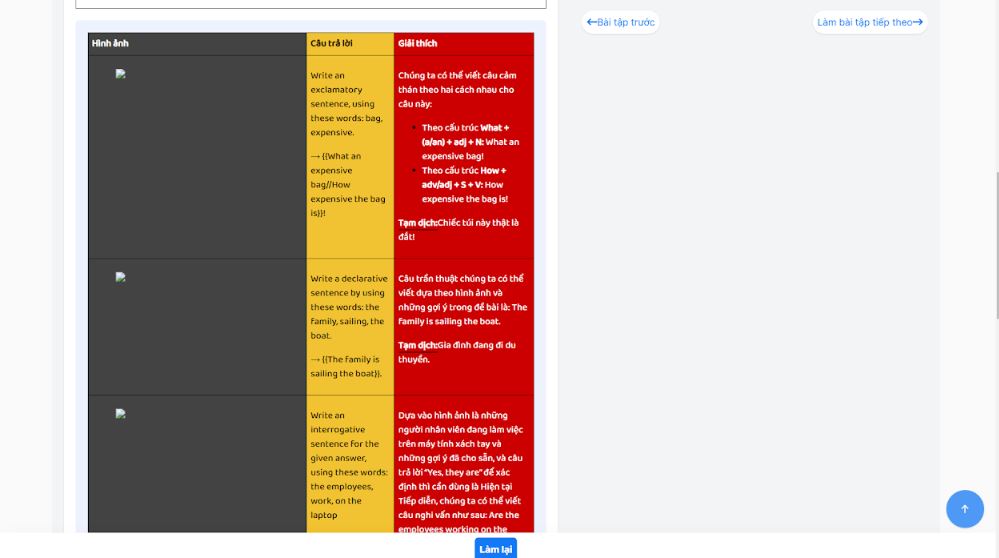 ←Bài tập trước
Làm bài tập tiếp theo→
Hình ảnh
Câu trả lời
Giải thích
Write an
exclamatory
sentence, using
these words: bag,
expensive.
→ {{What an
expensive
bag//How
expensive the bag
is}}!
Chúng ta có thể viết câu cảm
thán theo hai cách nhau cho
câu này:
Theo cấu trúc What +
(a/an) + adj + N: What an
expensive bag!
Theo cấu trúc How +
adv/adj + S + V: How
expensive the bag is!
Tạm dịch:Chiếc túi này thật là
đắt!
Write a declarative
sentence by using
these words: the
family, sailing, the
boat.
→ {{The family is
sailing the boat}}.
Câu trần thuật chúng ta có thể
viết dựa theo hình ảnh và
những gợi ý trong đề bài là: The
family is sailing the boat.
Tạm dịch:Gia đình đang đi du
thuyền.
Write an
interrogative
sentence for the
given answer,
using these words:
the employees,
work, on the
laptop
Dựa vào hình ảnh là những
người nhân viên đang làm việc
trên máy tính xách tay và
những gợi ý đã cho sẵn, và câu
trả lời “Yes, they are” để xác
định thì cần dùng là Hiện tại
Tiếp diễn, chúng ta có thể viết
câu nghi vấn như sau: Are the
employees working on the
Làm lại